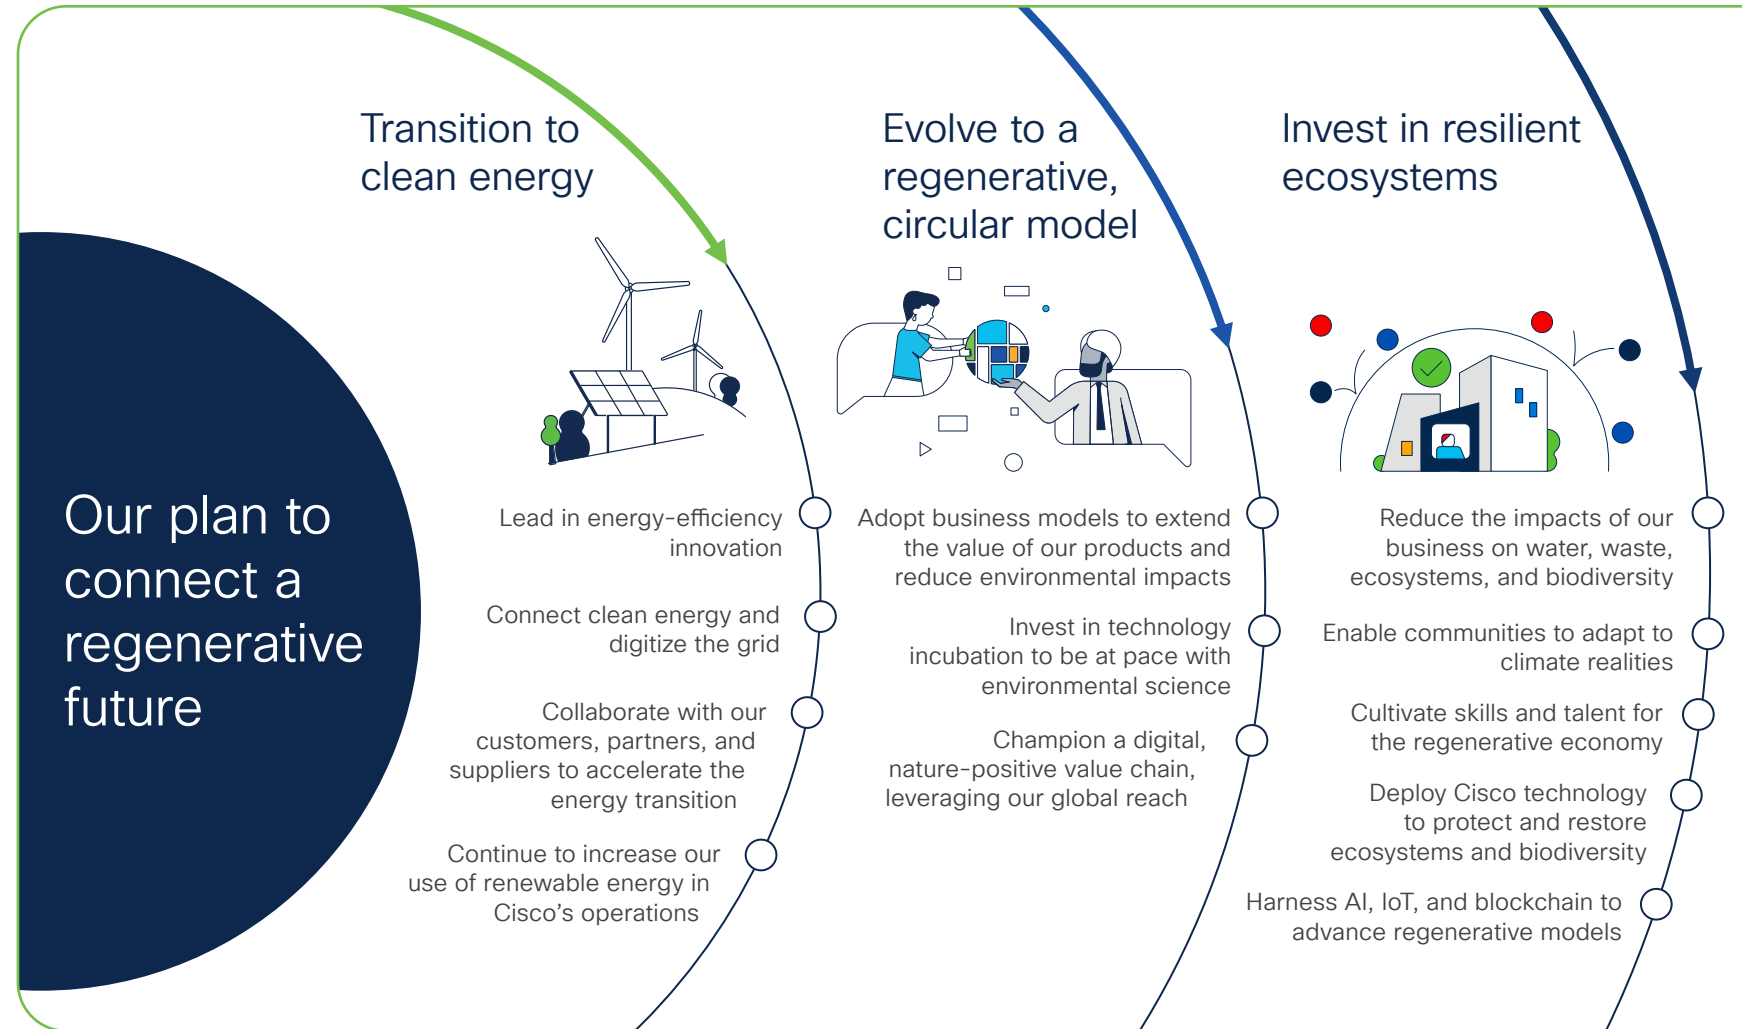 Our plan to
connect a
regenerative
future
Transition to
clean energy
Lead in energy-efficiency
innovation
Connect clean energy and
digitize the grid
Collaborate with our
customers, partners, and
suppliers to accelerate the
energy transition
Continue to increase our
use of renewable energy in
Cisco’s operations
Evolve to a
regenerative,
circular model
Adopt business models to extend
the value of our products and
reduce environmental impacts
Invest in technology
incubation to be at pace with
environmental science
Champion a digital,
nature-positive value chain,
leveraging our global reach
Invest in resilient
ecosystems
Reduce the impacts of our
business on water, waste,
ecosystems, and biodiversity
Enable communities to adapt to
climate realities
Cultivate skills and talent for
the regenerative economy
Deploy Cisco technology
to protect and restore
ecosystems and biodiversity
Harness AI, IoT, and blockchain to
advance regenerative models